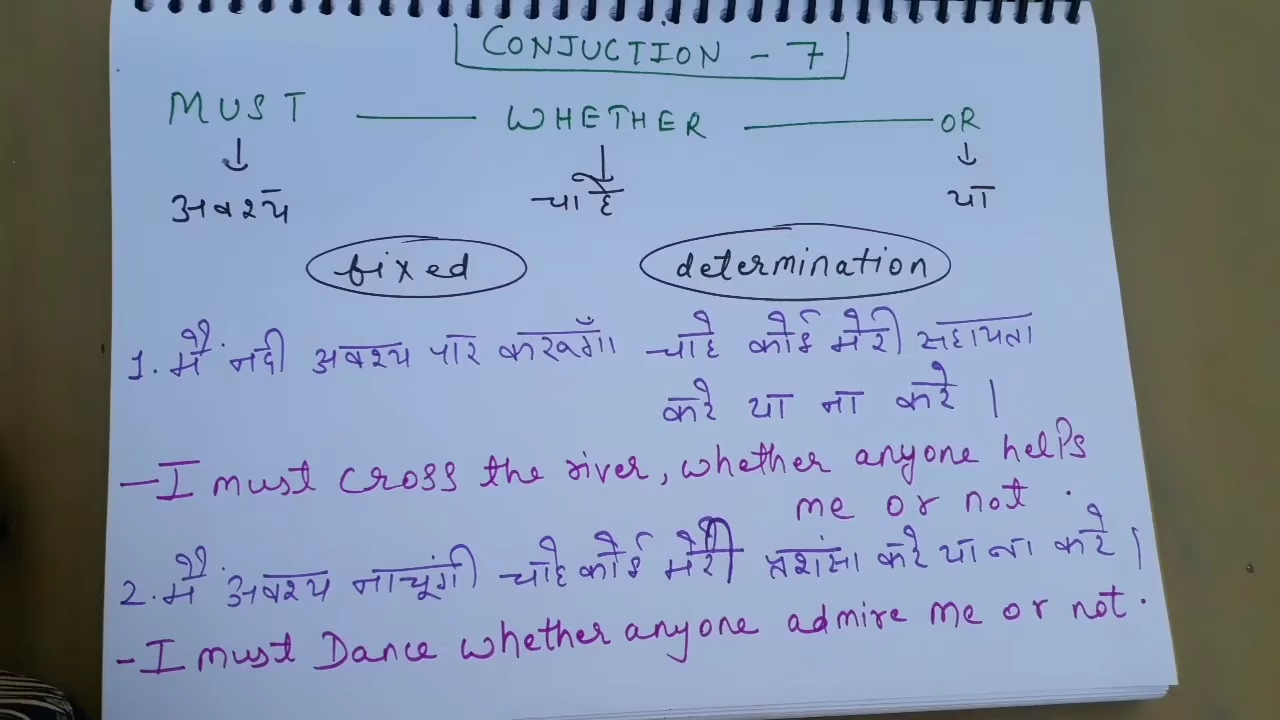 CONJUCTION - 7
MUST — WHETHER — OR
अवश्य चाहे या
fixed determination
1. मैं नदी अवश्य पार करूंगा चाहे कोई मेरी सहायता
करे या ना करे ।
- I must cross the river, whether anyone helps
me or not .
2. मैं अवश्य नाचूंगी चाहे कोई मेरी प्रशंसा करे या ना करे ।
- I must Dance whether anyone admire me or not .